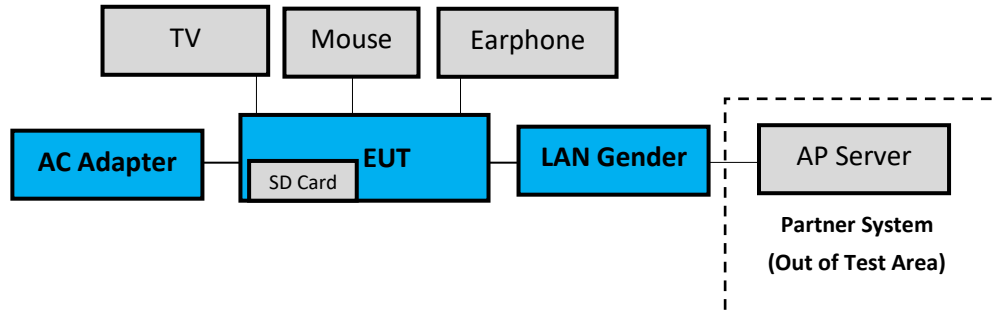 TV
Mouse
Earphone
AC Adapter
EUT
SD Card
LAN Gender
AP Server
Partner System
(Out of Test Area)